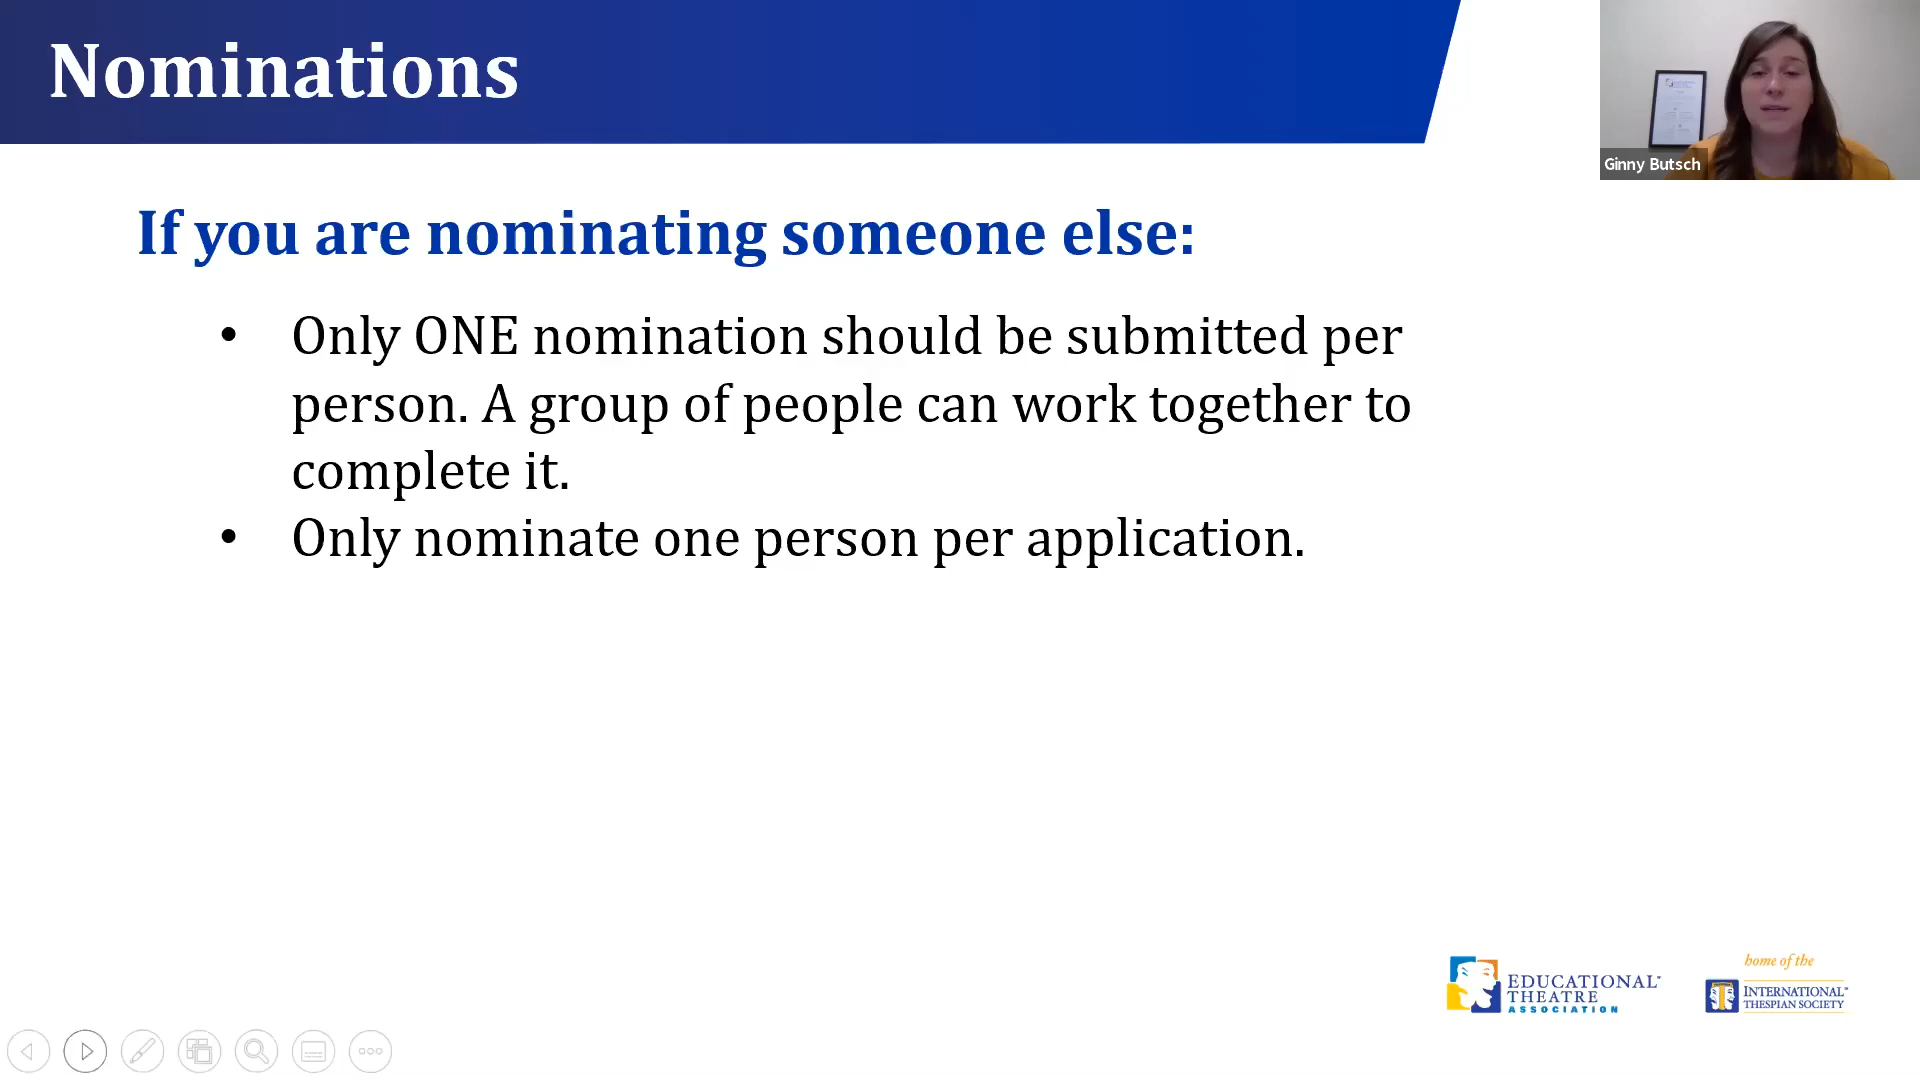 Nominations
Ginny Butsch
If you are nominating someone else:
• Only ONE nomination should be submitted per
person. A group of people can work together to
complete it.
• Only nominate one person per application.
home of the
EDUCATIONAL™
THEATRE
ASSOCIATION
INTERNATIONAL™
THESPIAN SOCIETY